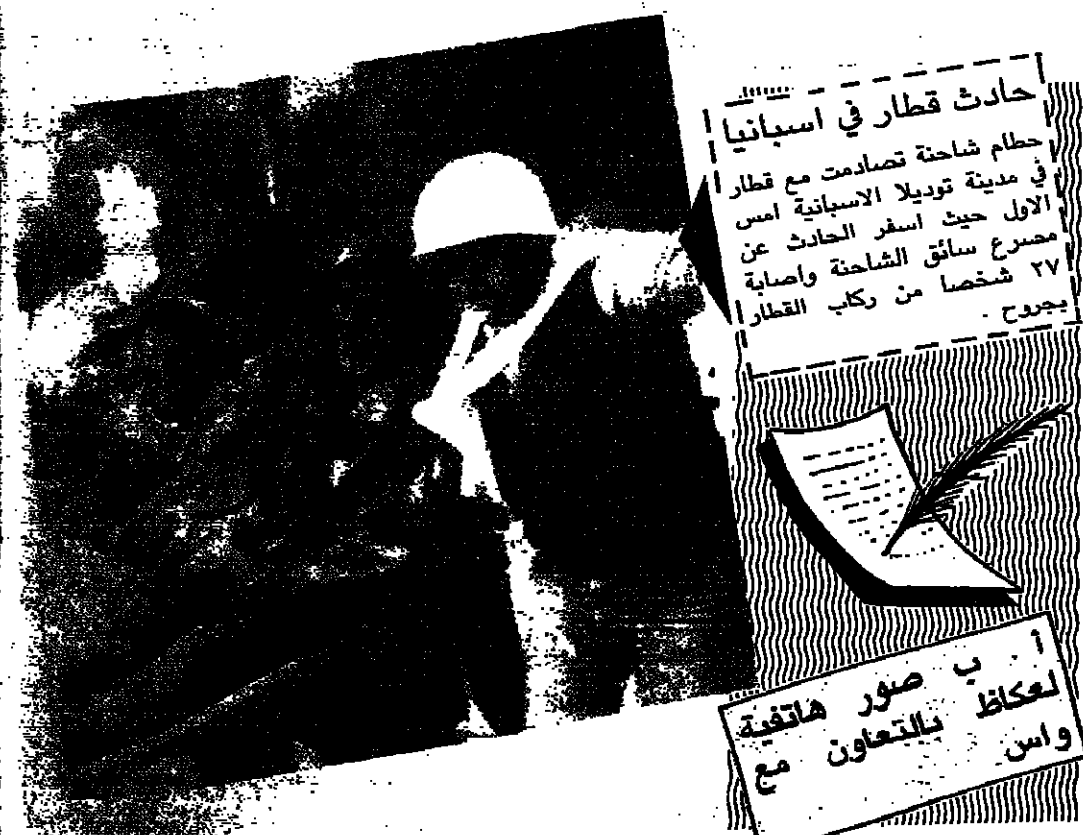 حادث قطار في اسبانيا
حطام شاحنة تصادمت مع قطار
في مدينة توديلا الاسبانية امس
الاول حيث اسفر الحادث عن
مصرع سائق الشاحنة واصابة
٢٧ شخصا من ركاب القطار
بجروح .
أ . ب صور هاتفية
لعكاظ بالتعاون مع
واس